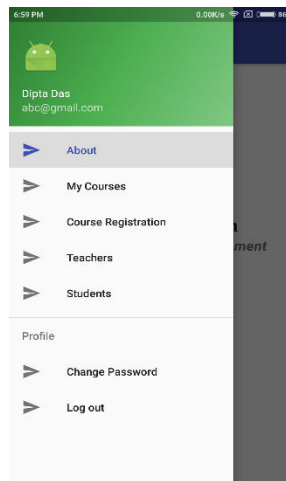 6:59 PM 0.00K/s 86
Dipta Das
abc@gmail.com
About
My Courses
Course Registration
Teachers
Students
Profile
Change Password
Log out